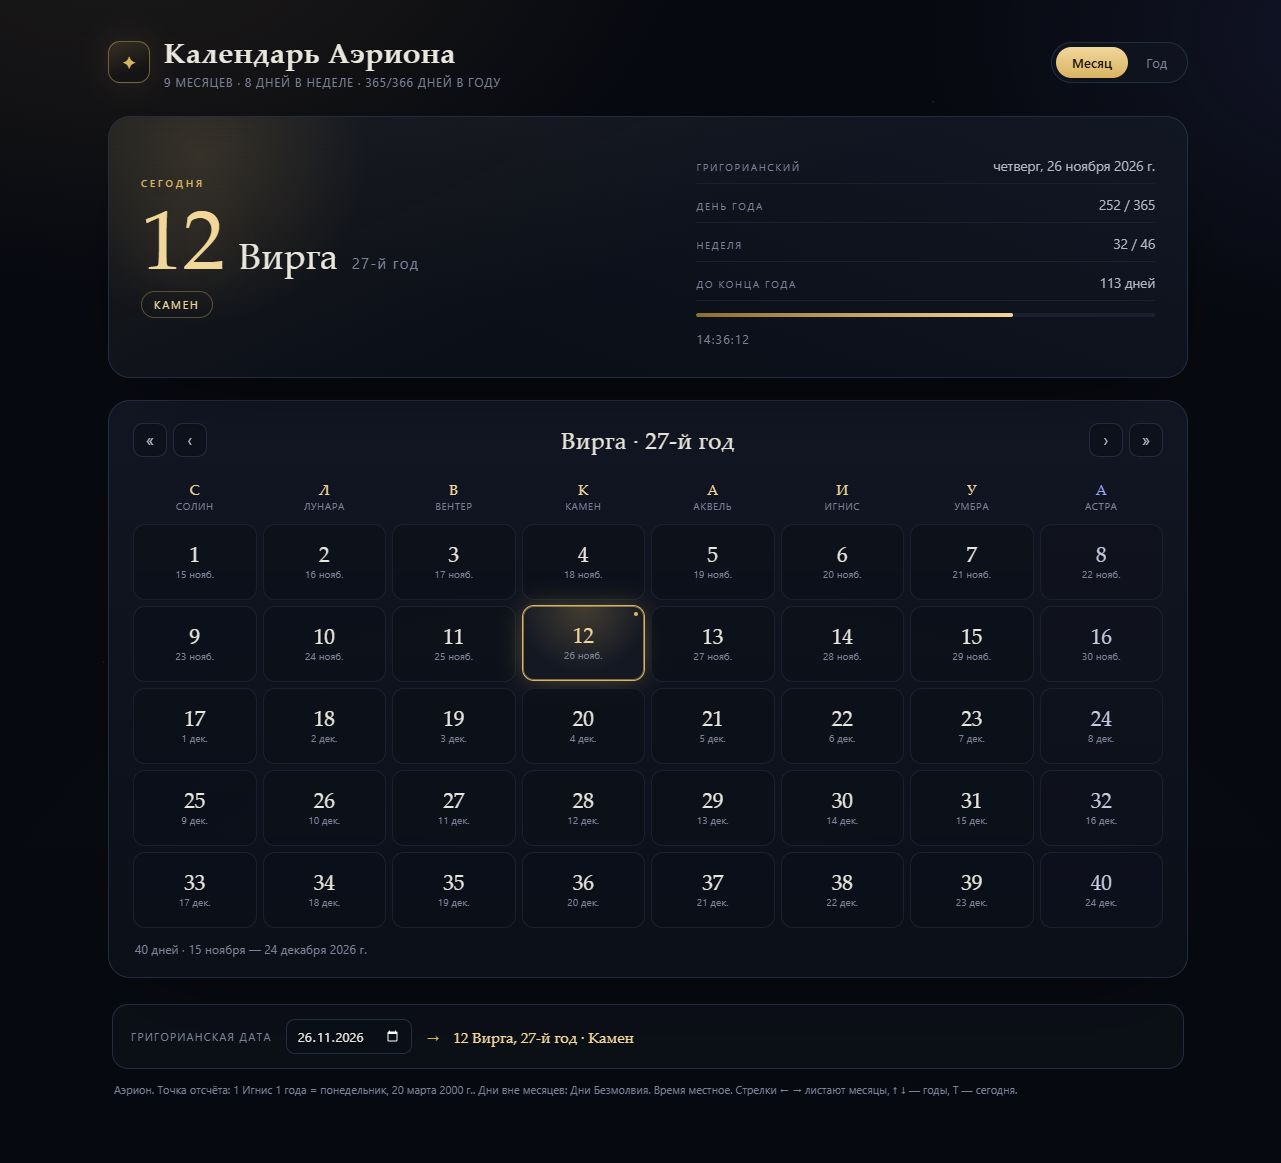 ✦
Календарь Аэриона
9 МЕСЯЦЕВ · 8 ДНЕЙ В НЕДЕЛЕ · 365/366 ДНЕЙ В ГОДУ
Месяц Год
СЕГОДНЯ
12 Вирга 27-й год
КАМЕН
ГРИГОРИАНСКИЙ четверг, 26 ноября 2026 г.
ДЕНЬ ГОДА 252 / 365
НЕДЕЛЯ 32 / 46
ДО КОНЦА ГОДА 113 дней
14:36:12
« ‹ Вирга · 27-й год › »
С Л В К А И У А
СОЛИН ЛУНАРА ВЕНТЕР КАМЕН АКВЕЛЬ ИГНИС УМБРА АСТРА
1 2 3 4 5 6 7 8
15 нояб. 16 нояб. 17 нояб. 18 нояб. 19 нояб. 20 нояб. 21 нояб. 22 нояб.
9 10 11 12 13 14 15 16
23 нояб. 24 нояб. 25 нояб. 26 нояб. 27 нояб. 28 нояб. 29 нояб. 30 нояб.
17 18 19 20 21 22 23 24
1 дек. 2 дек. 3 дек. 4 дек. 5 дек. 6 дек. 7 дек. 8 дек.
25 26 27 28 29 30 31 32
9 дек. 10 дек. 11 дек. 12 дек. 13 дек. 14 дек. 15 дек. 16 дек.
33 34 35 36 37 38 39 40
17 дек. 18 дек. 19 дек. 20 дек. 21 дек. 22 дек. 23 дек. 24 дек.
40 дней · 15 ноября — 24 декабря 2026 г.
ГРИГОРИАНСКАЯ ДАТА 26.11.2026 → 12 Вирга, 27-й год · Камен
Аэрион. Точка отсчёта: 1 Игнис 1 года = понедельник, 20 марта 2000 г.. Дни вне месяцев: Дни Безмолвия. Время местное. Стрелки ← → листают месяцы, ↑ ↓ — годы, T — сегодня.